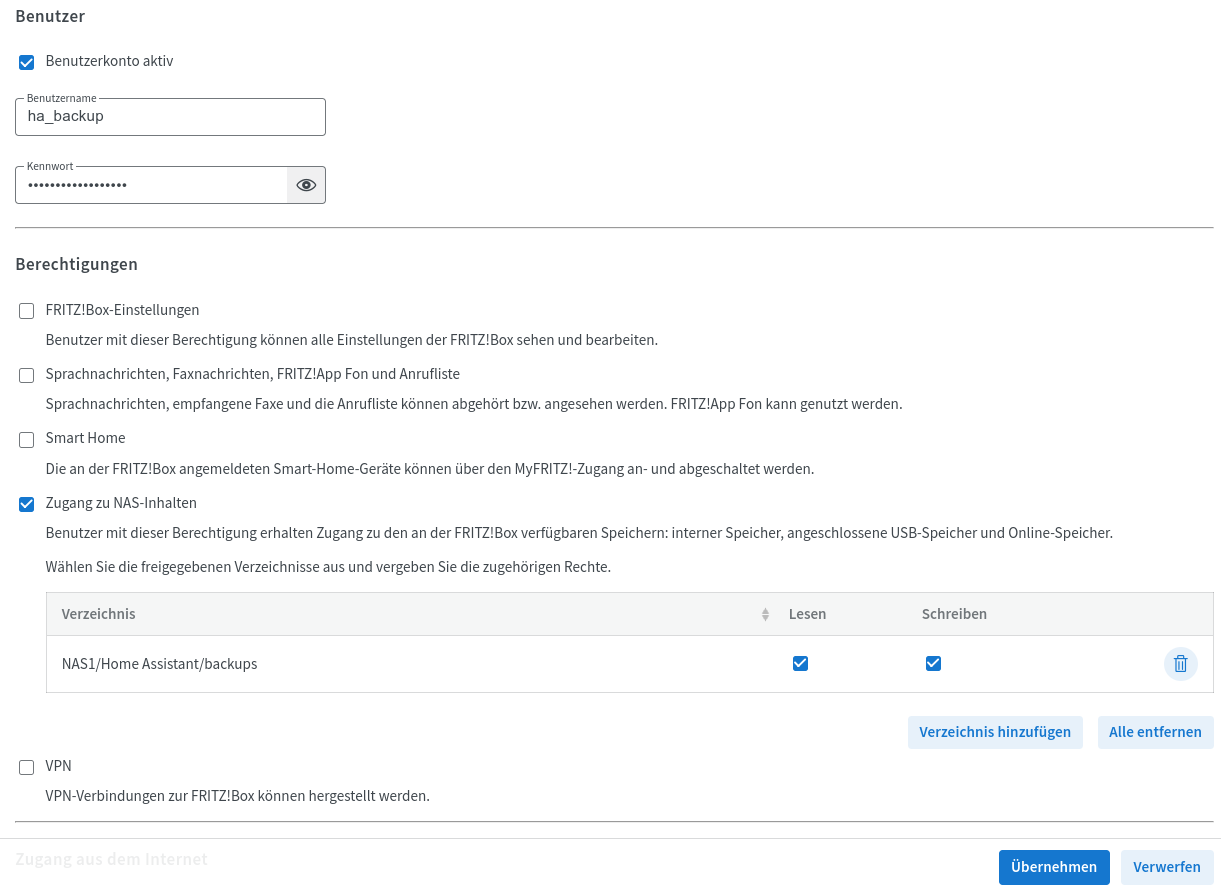 Benutzer
Benutzerkonto aktiv
Benutzername
ha_backup
Kennwort
••••••••••••••••••
Berechtigungen
FRITZ!Box-Einstellungen
Benutzer mit dieser Berechtigung können alle Einstellungen der FRITZ!Box sehen und bearbeiten.
Sprachnachrichten, Faxnachrichten, FRITZ!App Fon und Anrufliste
Sprachnachrichten, empfangene Faxe und die Anrufliste können abgehört bzw. angesehen werden. FRITZ!App Fon kann genutzt werden.
Smart Home
Die an der FRITZ!Box angemeldeten Smart-Home-Geräte können über den MyFRITZ!-Zugang an- und abgeschaltet werden.
Zugang zu NAS-Inhalten
Benutzer mit dieser Berechtigung erhalten Zugang zu den an der FRITZ!Box verfügbaren Speichern: interner Speicher, angeschlossene USB-Speicher und Online-Speicher.
Wählen Sie die freigegebenen Verzeichnisse aus und vergeben Sie die zugehörigen Rechte.
Verzeichnis Lesen Schreiben
NAS1/Home Assistant/backups
Verzeichnis hinzufügen Alle entfernen
VPN
VPN-Verbindungen zur FRITZ!Box können hergestellt werden.
Zugang aus dem Internet
Übernehmen Verwerfen